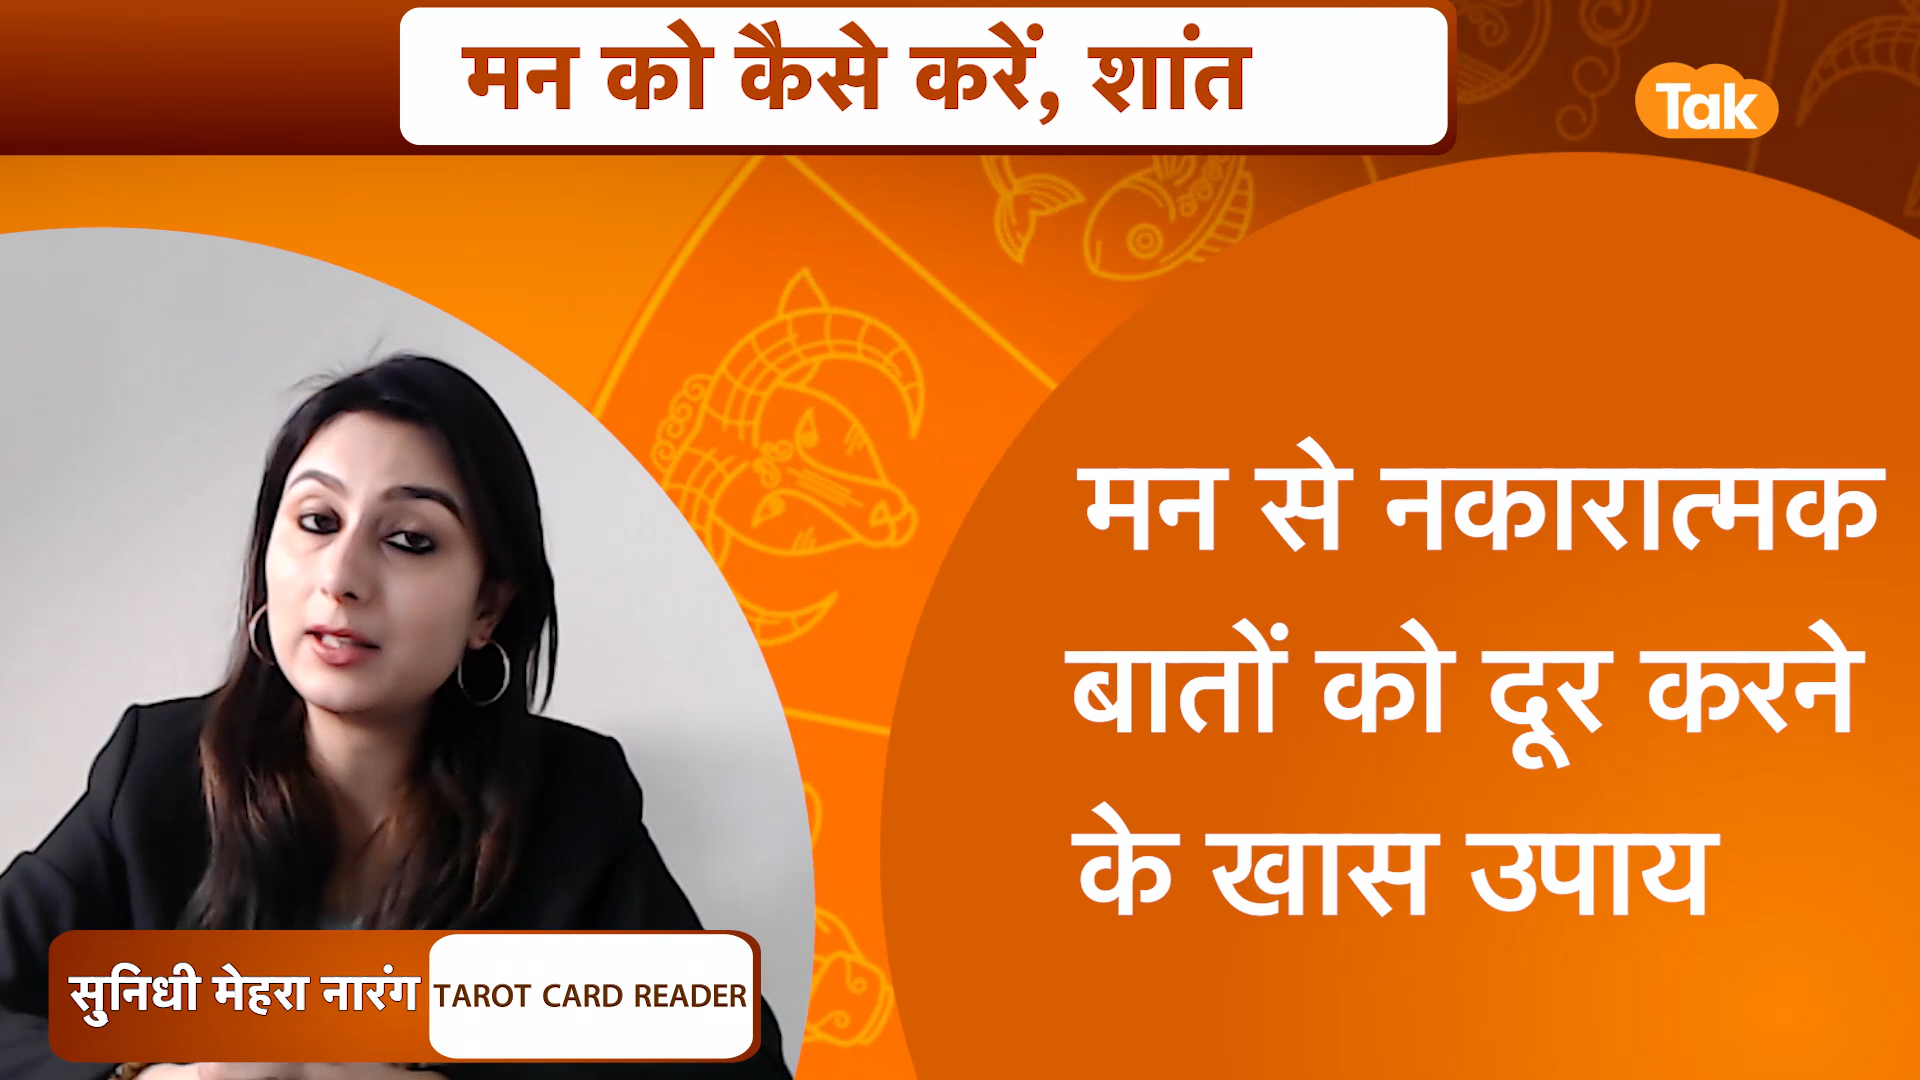 मन को कैसे करें, शांत
Tak
मन से नकारात्मक
बातों को दूर करने
के खास उपाय
सुनिधी मेहरा नारंग
TAROT CARD READER